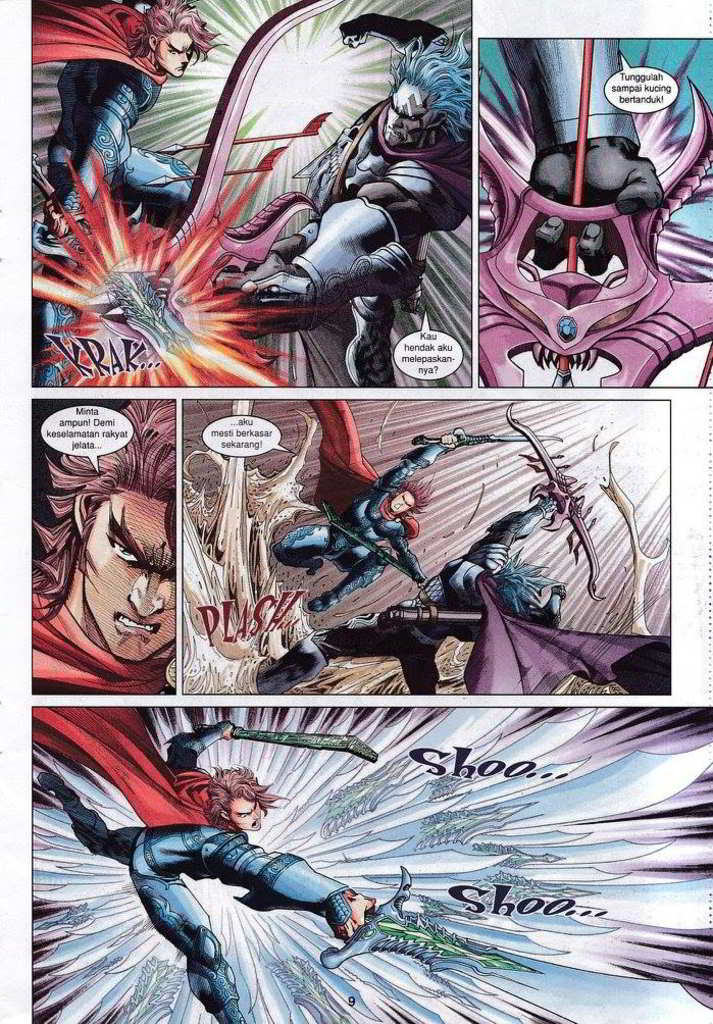 KRAK...
Kau
hendak aku
melepaskan-
nya?
Tunggulah
sampai kucing
bertanduk!
Minta
ampun! Demi
keselamatan rakyat
jelata...
...aku
mesti berkasar
sekarang!
PLASH...
Shoo...
Shoo...
9